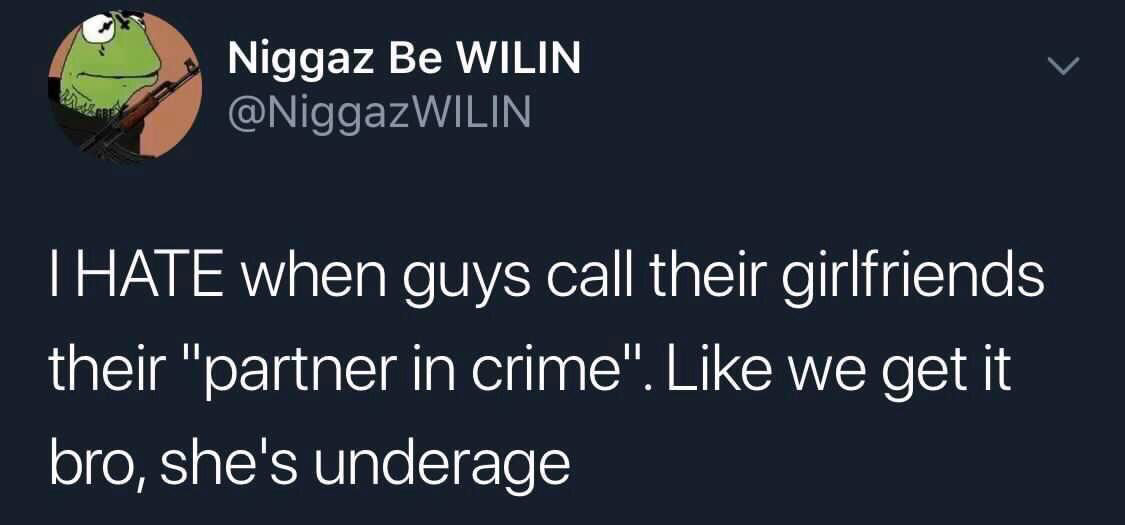 Niggaz Be WILIN
@NiggazWILIN
I HATE when guys call their girlfriends
their "partner in crime". Like we get it
bro, she's underage